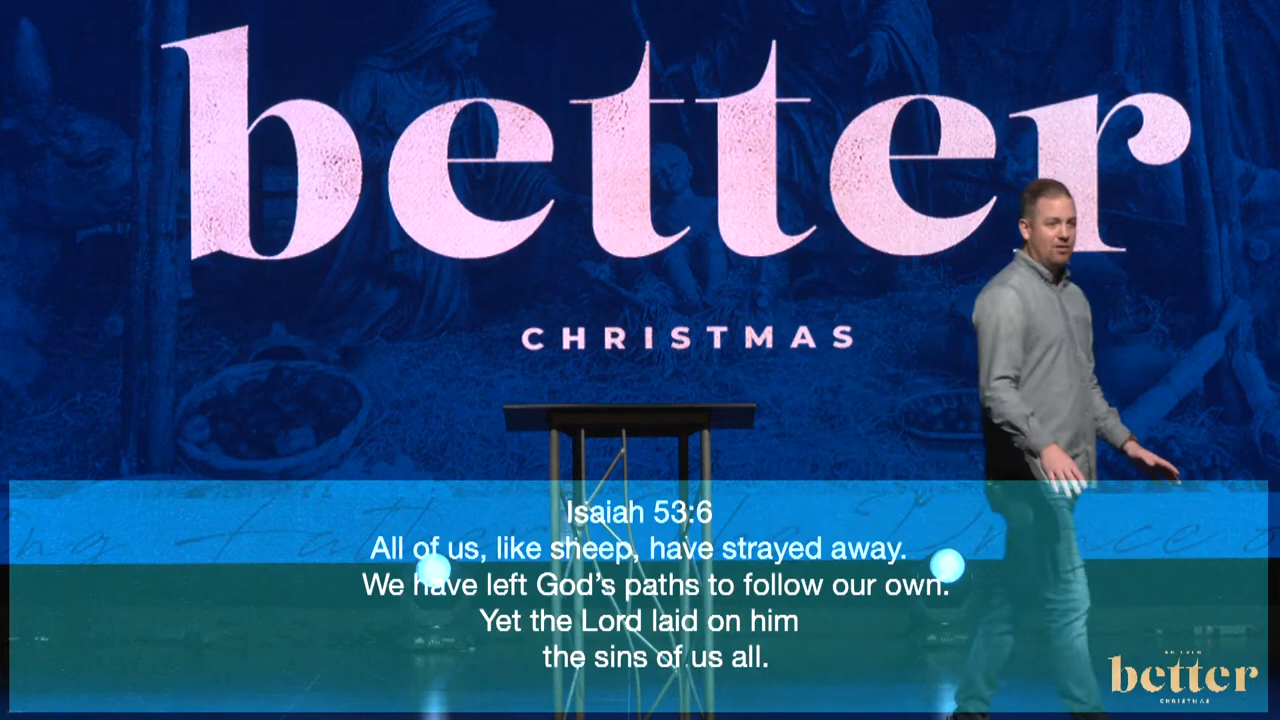 better
CHRISTMAS
Isaiah 53:6
All of us, like sheep, have strayed away.
We have left God’s paths to follow our own.
Yet the Lord laid on him
the sins of us all.
better
CHRISTMAS